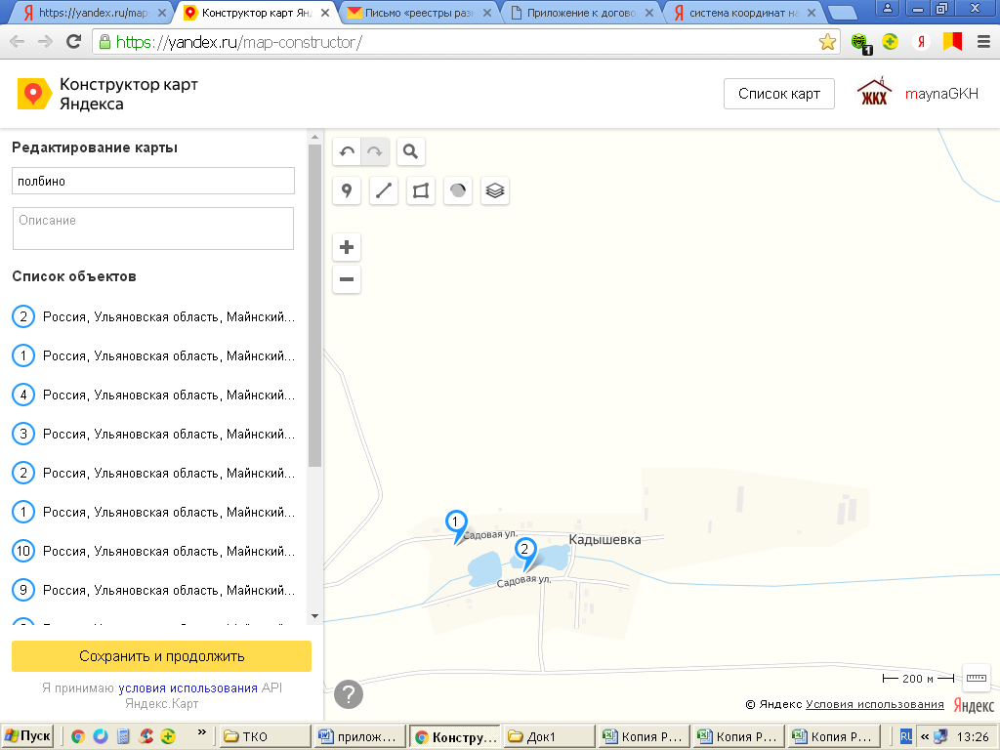 https://yandex.ru/map
Конструктор карт Ян
Письмо «реестры раз
Приложение к догово
система координат на
https://yandex.ru/map-constructor/
1
Я
Конструктор карт
Яндекса
Список карт
ЖКХ
maynaGKH
Редактирование карты
полбино
Описание
Список объектов
2 Россия, Ульяновская область, Майнский...
1 Россия, Ульяновская область, Майнский...
4 Россия, Ульяновская область, Майнский...
3 Россия, Ульяновская область, Майнский...
2 Россия, Ульяновская область, Майнский...
1 Россия, Ульяновская область, Майнский...
10 Россия, Ульяновская область, Майнский...
9 Россия, Ульяновская область, Майнский...
Сохранить и продолжить
Я принимаю условия использования API
Яндекс.Карт
1
Садовая ул.
2
Кадышевка
Садовая ул.
200 м
?
© Яндекс Условия использования
Яндекс
Пуск
»
ТКО
прилож...
Констру...
Док1
Копия Р...
Копия Р...
Копия Р...
RU
«
13:26